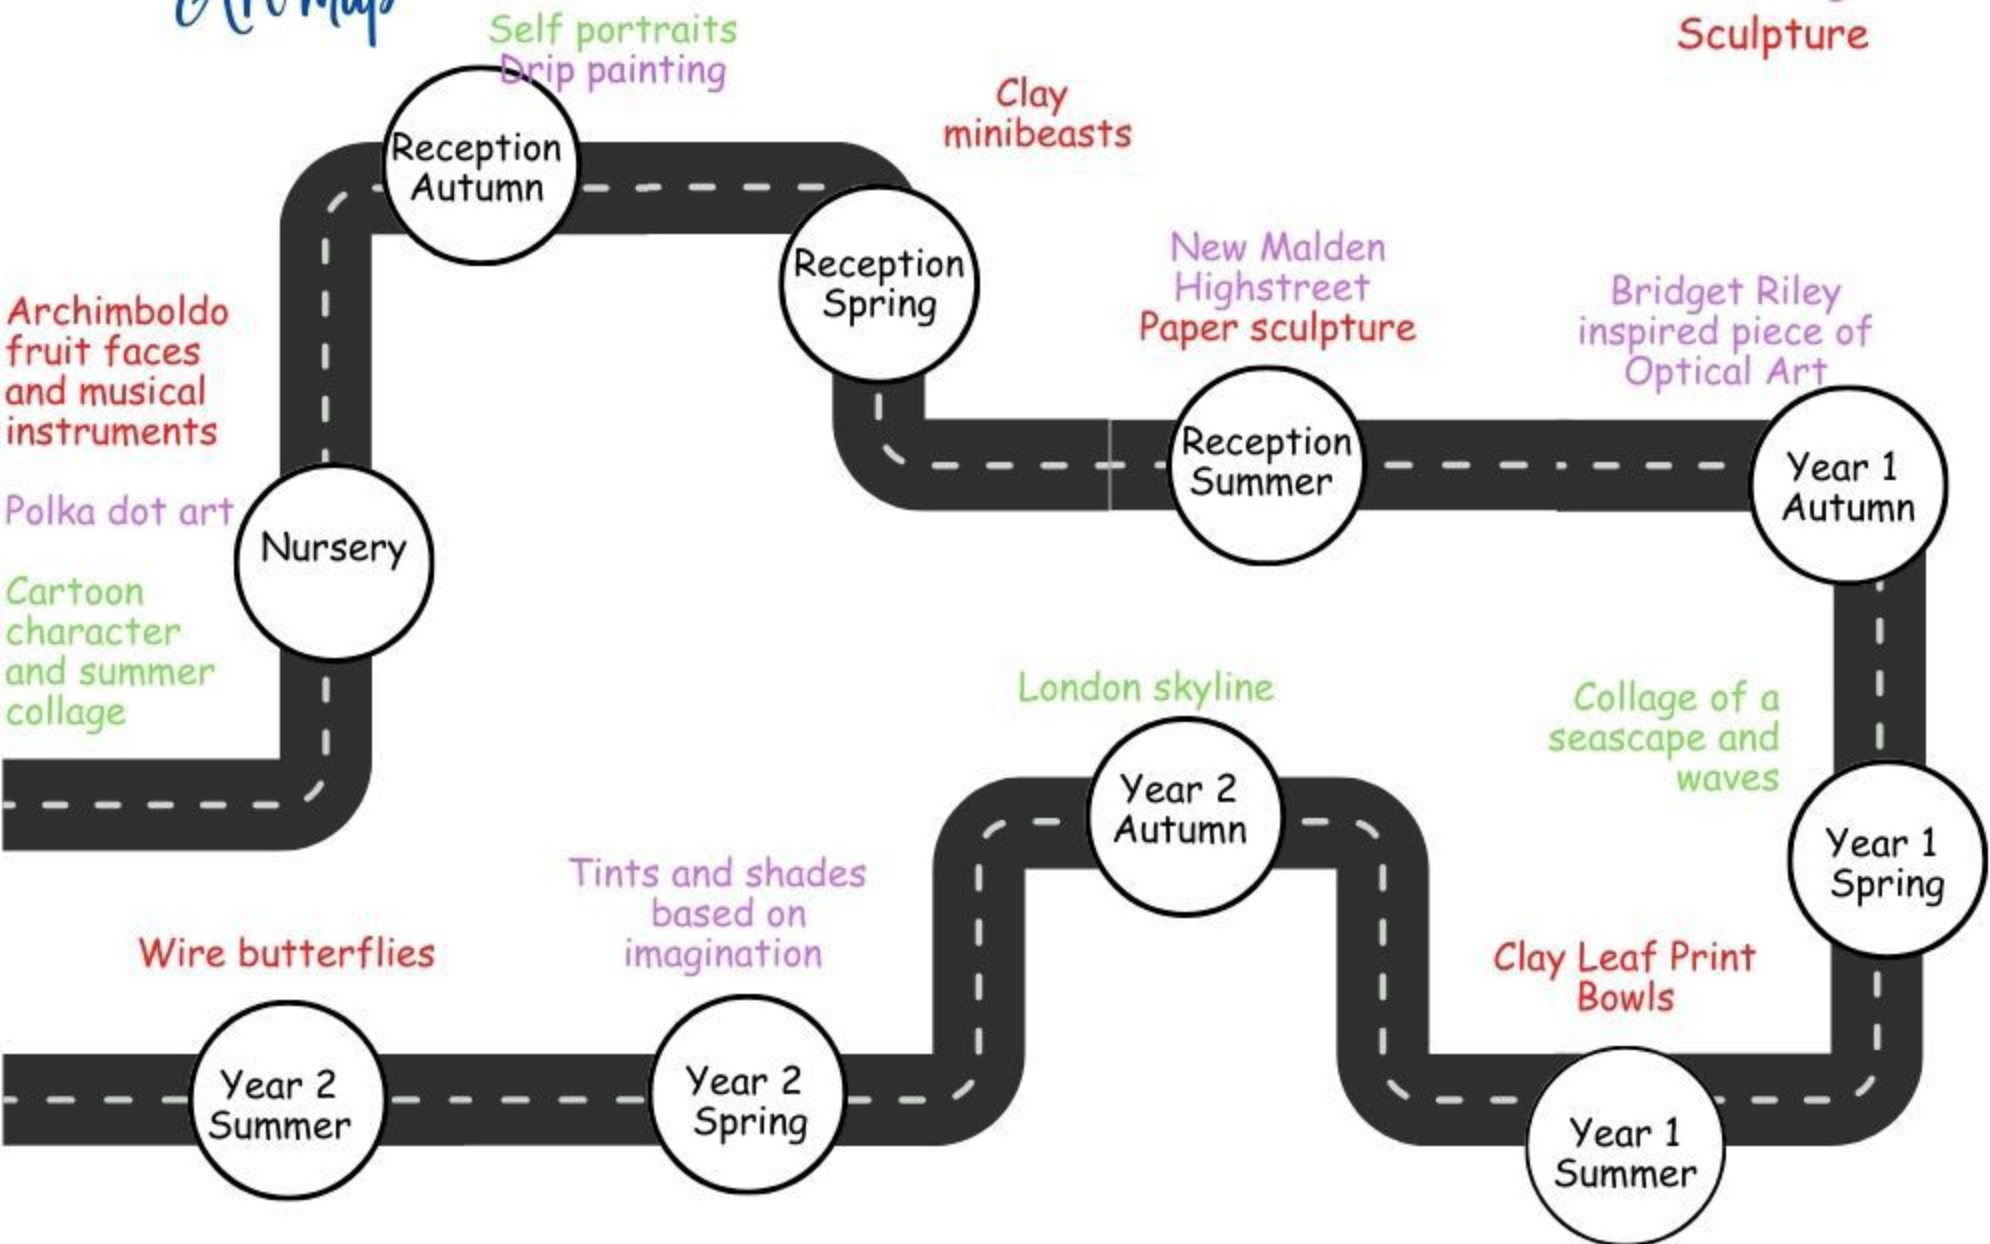 Art Map
Sculpture
Self portraits
Drip painting
Reception
Autumn
Clay
minibeasts
Reception
Spring
New Malden
Highstreet
Paper sculpture
Reception
Summer
Bridget Riley
inspired piece of
Optical Art
Year 1
Autumn
Archimboldo
fruit faces
and musical
instruments
Polka dot art
Cartoon
character
and summer
collage
Nursery
Collage of a
seascape and
waves
Year 1
Spring
London skyline
Year 2
Autumn
Clay Leaf Print
Bowls
Year 1
Summer
Tints and shades
based on
imagination
Year 2
Spring
Wire butterflies
Year 2
Summer